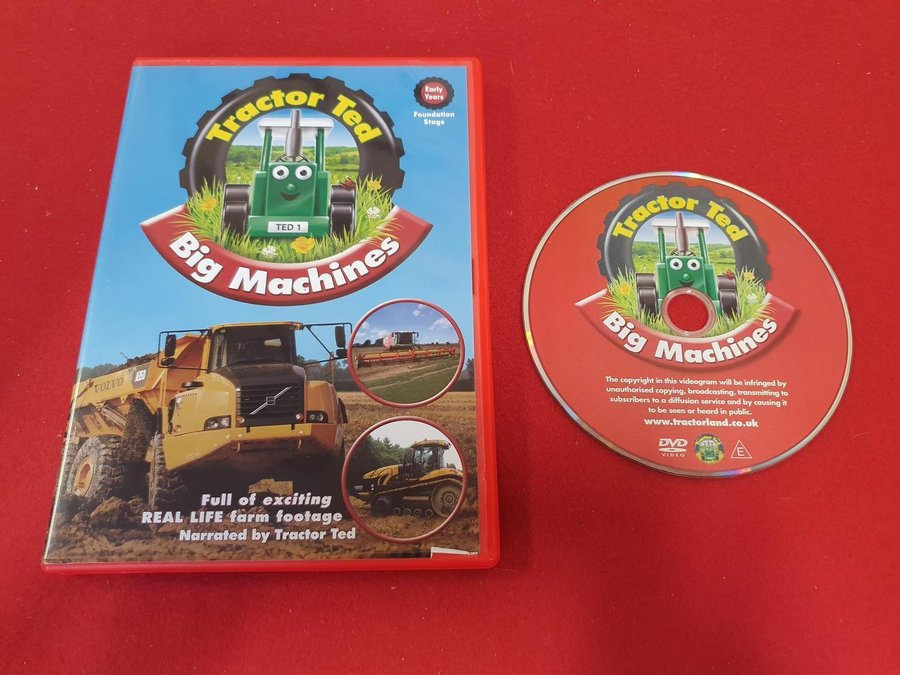 Tractor Ted
Early
Years
Foundation
Stage
TED 1
Big Machines
VOLVO
Full of exciting
REAL LIFE farm footage
Narrated by Tractor Ted
Tractor Ted
Big Machines
The copyright in this videogram will be infringed by
unauthorised copying, broadcasting, transmitting to
subscribers to a diffusion service and by causing it
to be seen or heard in public.
www.tractorland.co.uk
DVD
VIDEO
E